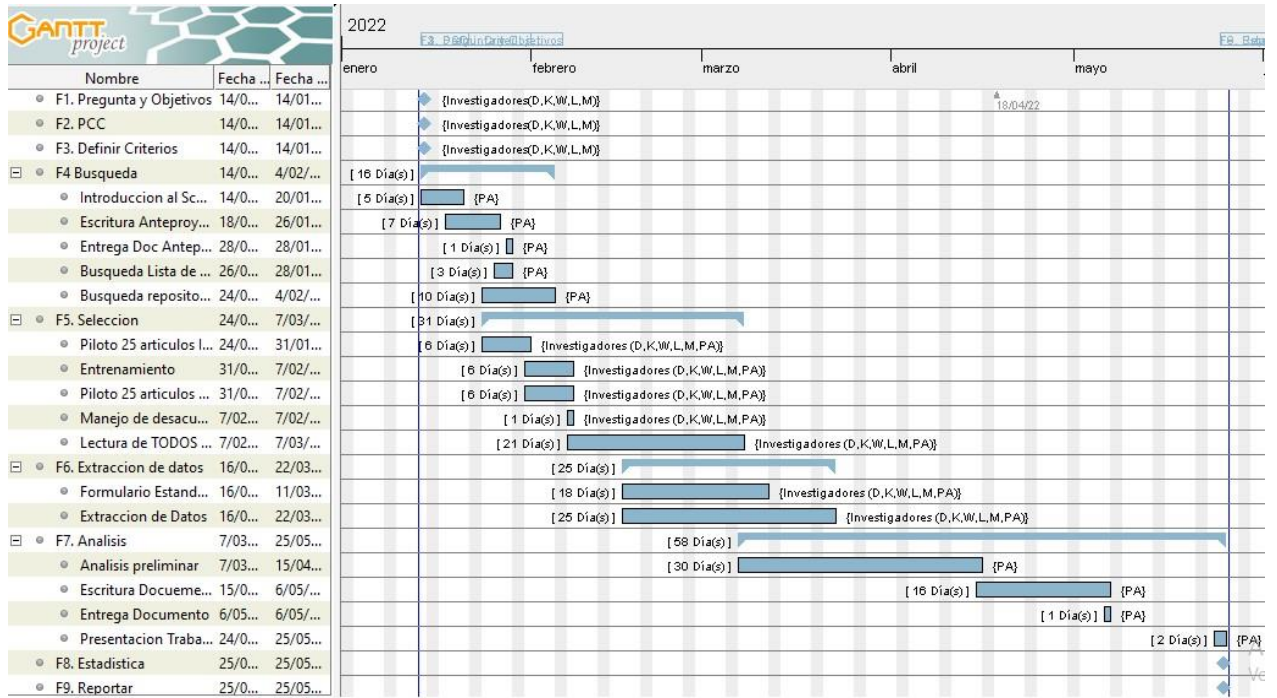 GANTT
project
2022
enero febrero marzo abril mayo
Nombre Fecha ... Fecha ...
18/04/22
F1. Pregunta y Objetivos 14/0... 14/01... {Investigadores(D,K,W,L,M)}
F2. PCC 14/0... 14/01... {Investigadores(D,K,W,L,M)}
F3. Definir Criterios 14/0... 14/01... {Investigadores(D,K,W,L,M)}
F4 Busqueda 14/0... 4/02/... [ 16 Día(s) ]
Introduccion al Sc... 14/0... 20/01... [ 5 Día(s) ] {PA}
Escritura Anteproy... 18/0... 26/01... [ 7 Día(s) ] {PA}
Entrega Doc Antep... 28/0... 28/01... [ 1 Día(s) ] {PA}
Busqueda Lista de ... 26/0... 28/01... [ 3 Día(s) ] {PA}
Busqueda reposito... 24/0... 4/02/... [ 10 Día(s) ] {PA}
F5. Seleccion 24/0... 7/03/... [ 31 Día(s) ]
Piloto 25 articulos l... 24/0... 31/01... [ 6 Día(s) ] {Investigadores (D,K,W,L,M,PA)}
Entrenamiento 31/0... 7/02/... [ 6 Día(s) ] {Investigadores (D,K,W,L,M,PA)}
Piloto 25 articulos ... 31/0... 7/02/... [ 6 Día(s) ] {Investigadores (D,K,W,L,M,PA)}
Manejo de desacu... 7/02... 7/02/... [ 1 Día(s) ] {Investigadores (D,K,W,L,M,PA)}
Lectura de TODOS ... 7/02... 7/03/... [ 21 Día(s) ] {Investigadores (D,K,W,L,M,PA)}
F6. Extraccion de datos 16/0... 22/03... [ 25 Día(s) ]
Formulario Estand... 16/0... 11/03... [ 18 Día(s) ] {Investigadores (D,K,W,L,M,PA)}
Extraccion de Datos 16/0... 22/03... [ 25 Día(s) ] {Investigadores (D,K,W,L,M,PA)}
F7. Analisis 7/03... 25/05... [ 58 Día(s) ]
Analisis preliminar 7/03... 15/04... [ 30 Día(s) ] {PA}
Escritura Docueme... 15/0... 6/05/... [ 16 Día(s) ] {PA}
Entrega Documento 6/05... 6/05/... [ 1 Día(s) ] {PA}
Presentacion Traba... 24/0... 25/05... [ 2 Día(s) ] {PA}
F8. Estadistica 25/0... 25/05...
F9. Reportar 25/0... 25/05...